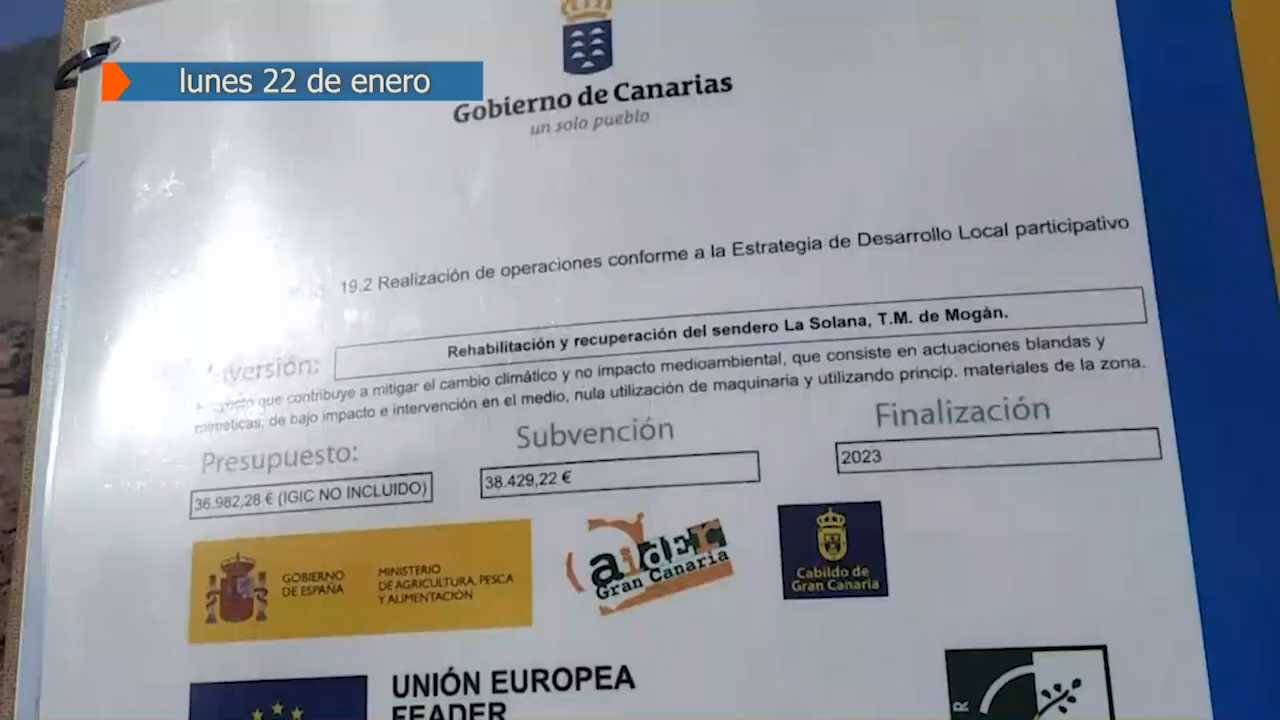 lunes 22 de enero
Gobierno de Canarias
un solo pueblo
19.2 Realización de operaciones conforme a la Estrategia de Desarrollo Local participativo
Rehabilitación y recuperación del sendero La Solana, T.M. de Mogán.
que contribuye a mitigar el cambio climático y no impacto medioambiental, que consiste en actuaciones blandas y
miméticas, de bajo impacto e intervención en el medio, nula utilización de maquinaria y utilizando princip. materiales de la zona.
Presupuesto:
Subvención
Finalización
36.982,28 € (IGIC NO INCLUIDO)
38.429,22 €
2023
GOBIERNO
DE ESPAÑA
MINISTERIO
DE AGRICULTURA, PESCA
Y ALIMENTACIÓN
aider
Gran Canaria
Cabildo de
Gran Canaria
UNIÓN EUROPEA
FEADER